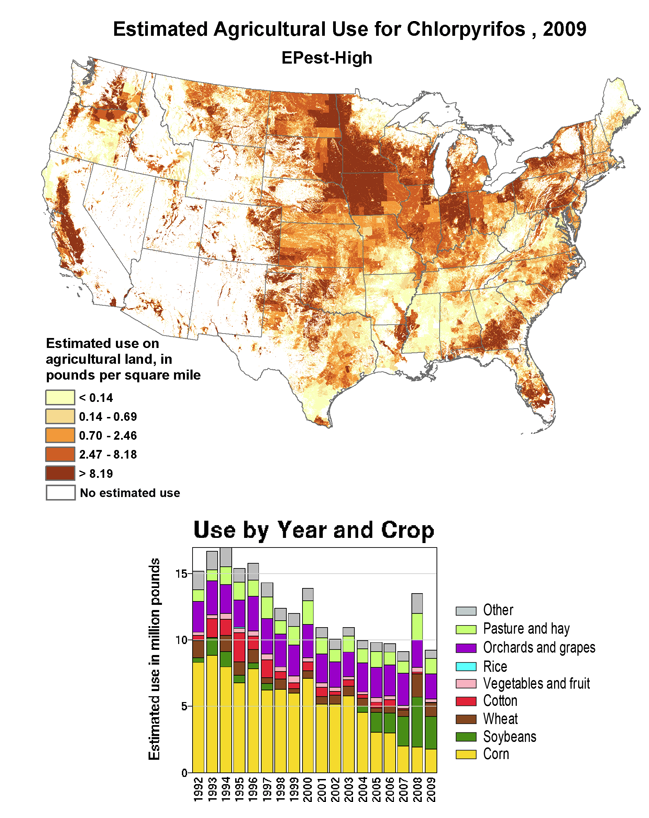 Estimated Agricultural Use for Chlorpyrifos , 2009
EPest-High
Estimated use on
agricultural land, in
pounds per square mile
< 0.14
0.14 - 0.69
0.70 - 2.46
2.47 - 8.18
> 8.19
No estimated use
Use by Year and Crop
Estimated use in million pounds
15
10
5
0
1992
1993
1994
1995
1996
1997
1998
1999
2000
2001
2002
2003
2004
2005
2006
2007
2008
2009
Other
Pasture and hay
Orchards and grapes
Rice
Vegetables and fruit
Cotton
Wheat
Soybeans
Corn